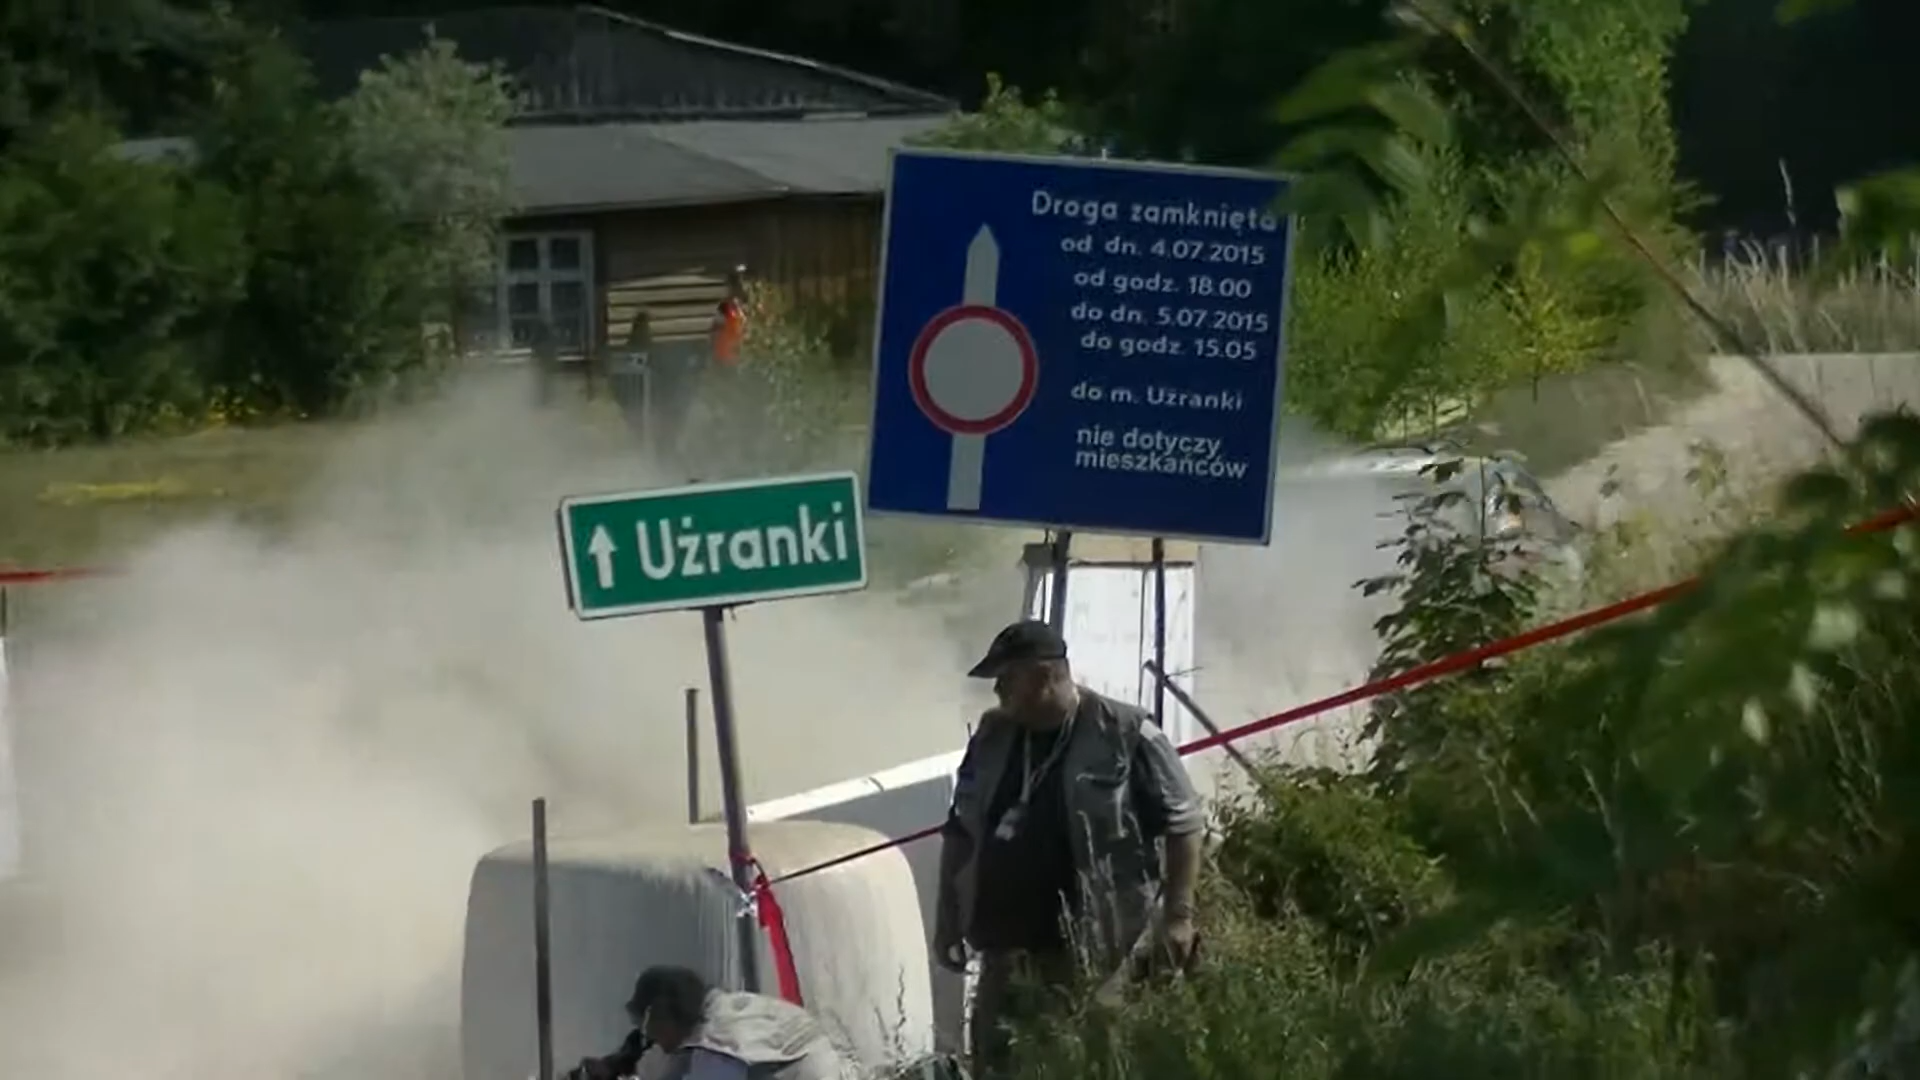 Droga zamknięta
od dn. 4.07.2015
od godz. 18.00
do dn. 5.07.2015
do godz. 15.05
do m. Użranki
nie dotyczy
mieszkańców
Użranki